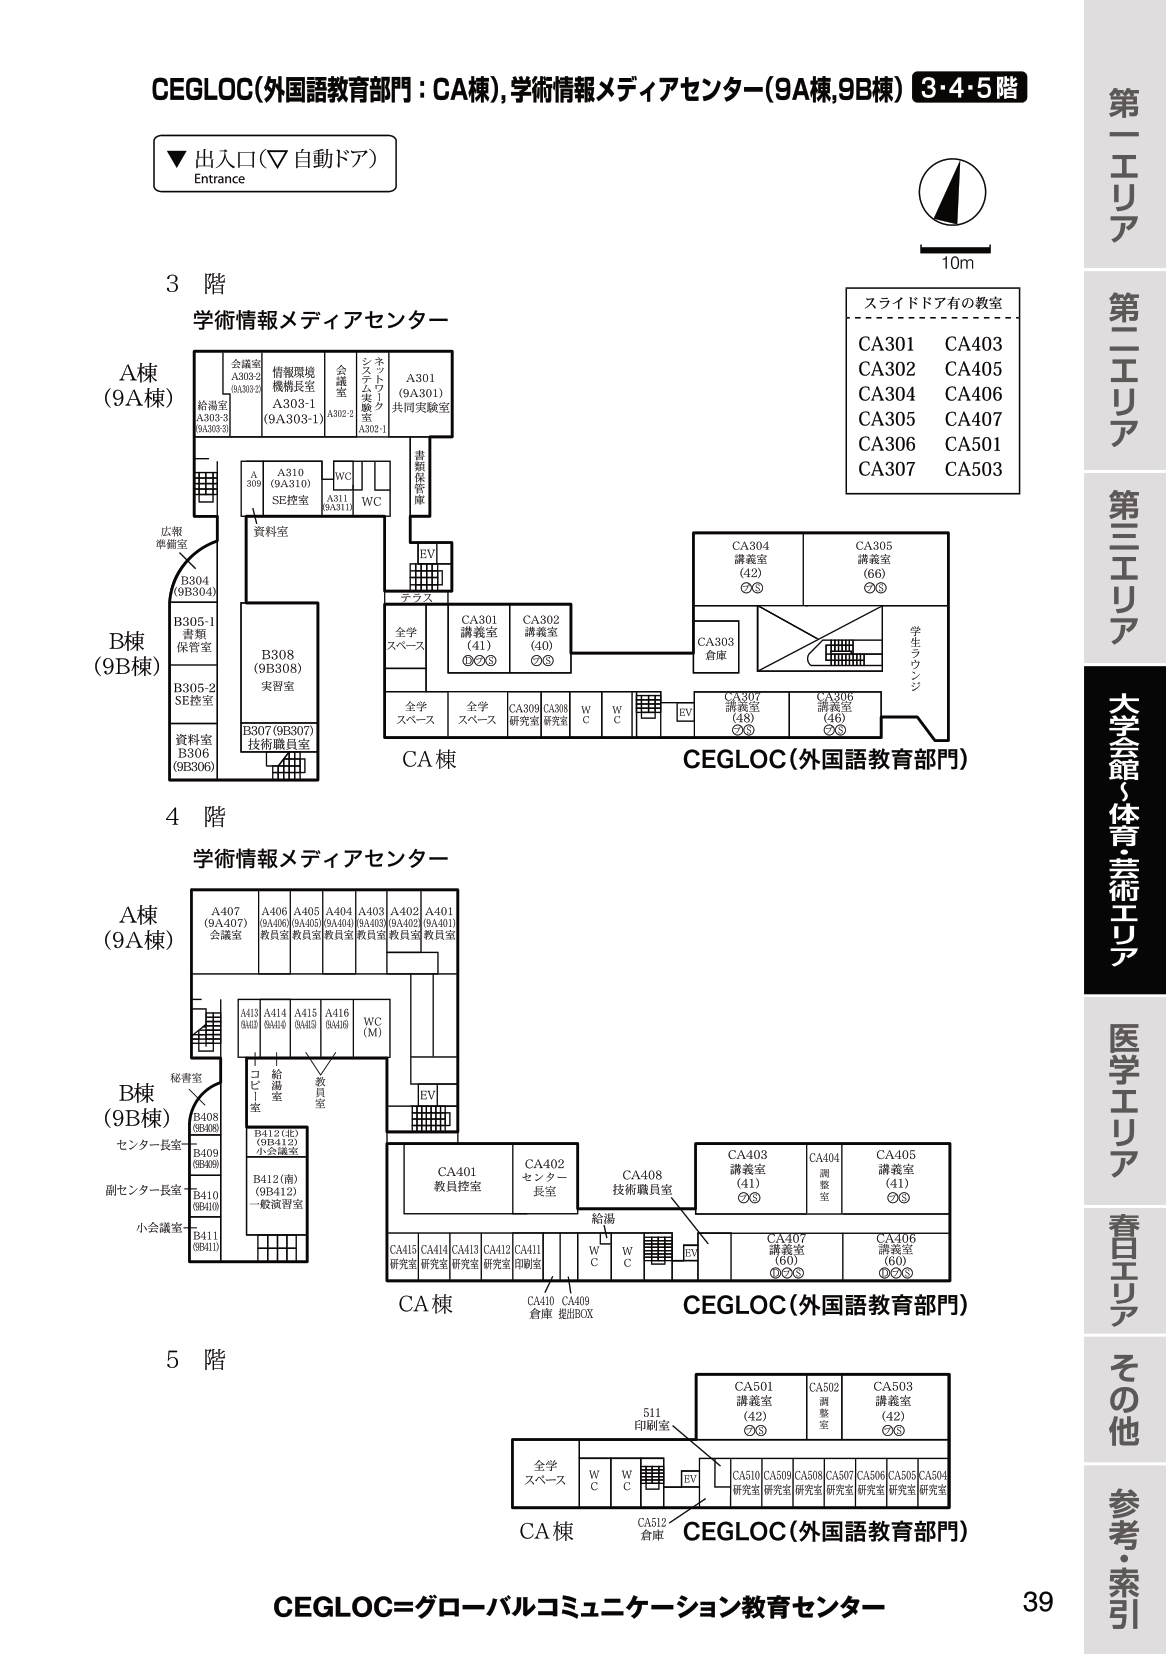 CEGLOC(外国語教育部門：CA棟),学術情報メディアセンター(9A棟,9B棟) 3・4・5階
▼ 出入口(▽ 自動ドア)
Entrance
10m
スライドドア有の教室
CA301 CA403
CA302 CA405
CA304 CA406
CA305 CA407
CA306 CA501
CA307 CA503
3 階
学術情報メディアセンター
A棟
(9A棟)
給湯室
A303-3
(9A303-3)
会議室
A303-2
(9A303-2)
情報環境
機構長室
A303-1
(9A303-1)
会議室
A302-2
ネットワーク
システム実験室
A302-1
A301
(9A301)
共同実験室
書類保管庫
A
309
A310
(9A310)
SE控室
WC
A311
(9A311)
WC
資料室
広報
準備室
EV
テラス
B棟
(9B棟)
B304
(9B304)
B305-1
書類
保管室
B305-2
SE控室
資料室
B306
(9B306)
B308
(9B308)
実習室
B307(9B307)
技術職員室
全学
スペース
CA301
講義室
(41)
ⒹⓅⓈ
CA302
講義室
(40)
㋐Ⓢ
CA304
講義室
(42)
㋐Ⓢ
CA305
講義室
(66)
㋐Ⓢ
CA303
倉庫
学生ラウンジ
全学
スペース
全学
スペース
CA309
研究室
CA308
研究室
W
C
W
C
EV
CA307
講義室
(48)
㋐Ⓢ
CA306
講義室
(46)
㋐Ⓢ
CA棟
CEGLOC(外国語教育部門)
4 階
学術情報メディアセンター
A棟
(9A棟)
A407
(9A407)
会議室
A406
(9A406)
教員室
A405
(9A405)
教員室
A404
(9A404)
教員室
A403
(9A403)
教員室
A402
(9A402)
教員室
A401
(9A401)
教員室
A413
(9A413)
A414
(9A414)
A415
(9A415)
A416
(9A416)
WC
(M)
コピー室
給湯室
教員室
EV
B棟
(9B棟)
秘書室
B408
(9B408)
センター長室
B409
(9B409)
副センター長室
B410
(9B410)
小会議室
B411
(9B411)
B412(北)
(9B412)
小会議室
B412(南)
(9B412)
一般演習室
CA401
教員控室
CA402
センター
長室
CA408
技術職員室
給湯
CA403
講義室
(41)
㋐Ⓢ
CA404
調整室
CA405
講義室
(41)
㋐Ⓢ
CA415
研究室
CA414
研究室
CA413
研究室
CA412
研究室
CA411
印刷室
W
C
W
C
EV
CA407
講義室
(60)
Ⓓ㋐Ⓢ
CA406
講義室
(60)
Ⓓ㋐Ⓢ
CA410
倉庫
CA409
提出BOX
CA棟
CEGLOC(外国語教育部門)
5 階
CA501
講義室
(42)
㋐Ⓢ
CA502
調整室
CA503
講義室
(42)
㋐Ⓢ
511
印刷室
全学
スペース
W
C
W
C
EV
CA510
研究室
CA509
研究室
CA508
研究室
CA507
研究室
CA506
研究室
CA505
研究室
CA504
研究室
CA512
倉庫
CA棟
CEGLOC(外国語教育部門)
CEGLOC=グローバルコミュニケーション教育センター
39
第一エリア
第二エリア
第三エリア
大学会館～体育・芸術エリア
医学エリア
春日エリア
その他
参考・索引